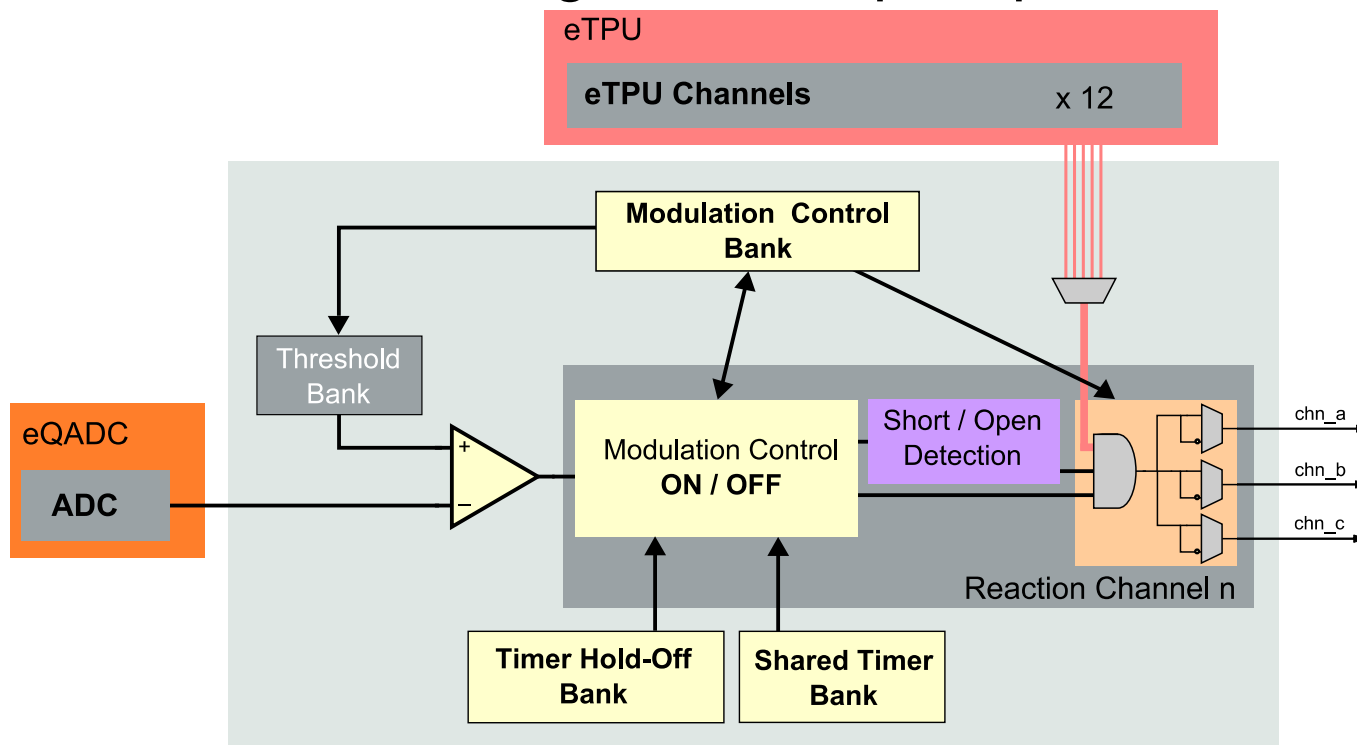 eTPU
eTPU Channels x 12
Modulation Control
Bank
Threshold
Bank
eQADC
ADC
+
−
Modulation Control
ON / OFF
Short / Open
Detection
chn_a
chn_b
chn_c
Reaction Channel n
Timer Hold-Off
Bank
Shared Timer
Bank